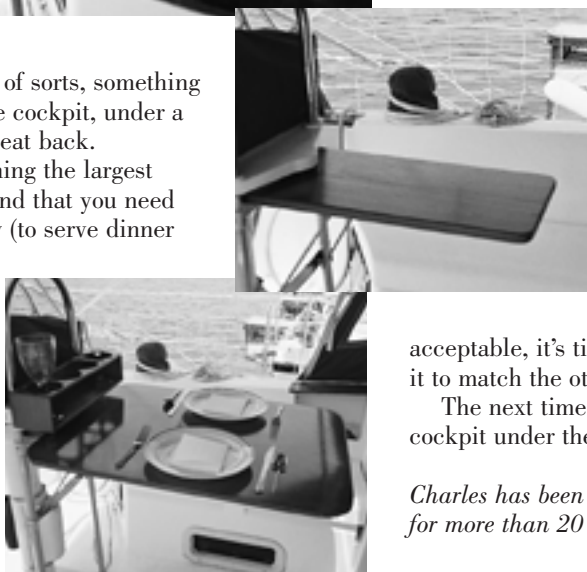 of sorts, something
e cockpit, under a
eat back.
ing the largest
nd that you need
(to serve dinner
acceptable, it's ti
it to match the ot
The next time
cockpit under the
Charles has been
for more than 20